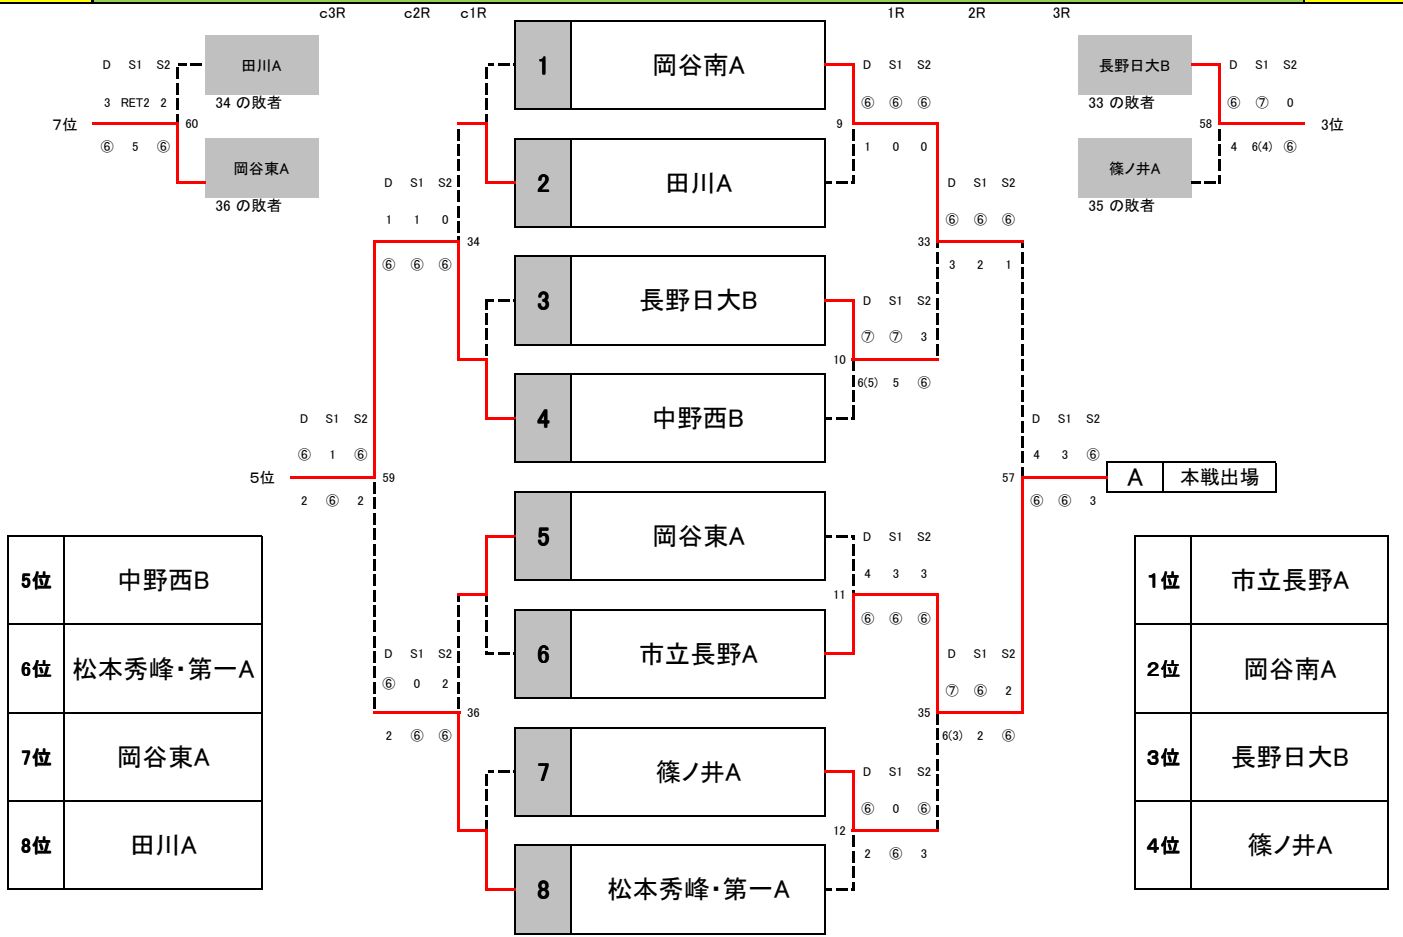 c3R c2R c1R 1R 2R 3R
D S1 S2 田川A
3 RET2 2 34 の敗者
7位 60
⑥ 5 ⑥ 岡谷東A
36 の敗者
1 岡谷南A
2 田川A
3 長野日大B
4 中野西B
5 岡谷東A
6 市立長野A
7 篠ノ井A
8 松本秀峰・第一A
D S1 S2
1 1 0
34
⑥ ⑥ ⑥
D S1 S2
⑥ 1 ⑥
5位 59
2 ⑥ 2
D S1 S2
⑥ 0 2
36
2 ⑥ ⑥
D S1 S2
⑥ ⑥ ⑥
9
1 0 0
D S1 S2
⑦ ⑦ 3
10
6(5) 5 ⑥
D S1 S2
4 3 3
11
⑥ ⑥ ⑥
D S1 S2
⑥ 0 ⑥
12
2 ⑥ 3
D S1 S2
⑥ ⑥ ⑥
33
3 2 1
D S1 S2
⑦ ⑥ 2
35
6(3) 2 ⑥
D S1 S2
4 3 ⑥
57 A 本戦出場
⑥ ⑥ 3
長野日大B D S1 S2
33 の敗者 ⑥ ⑦ 0
58 3位
篠ノ井A 4 6(4) ⑥
35 の敗者
5位 中野西B
6位 松本秀峰・第一A
7位 岡谷東A
8位 田川A
1位 市立長野A
2位 岡谷南A
3位 長野日大B
4位 篠ノ井A